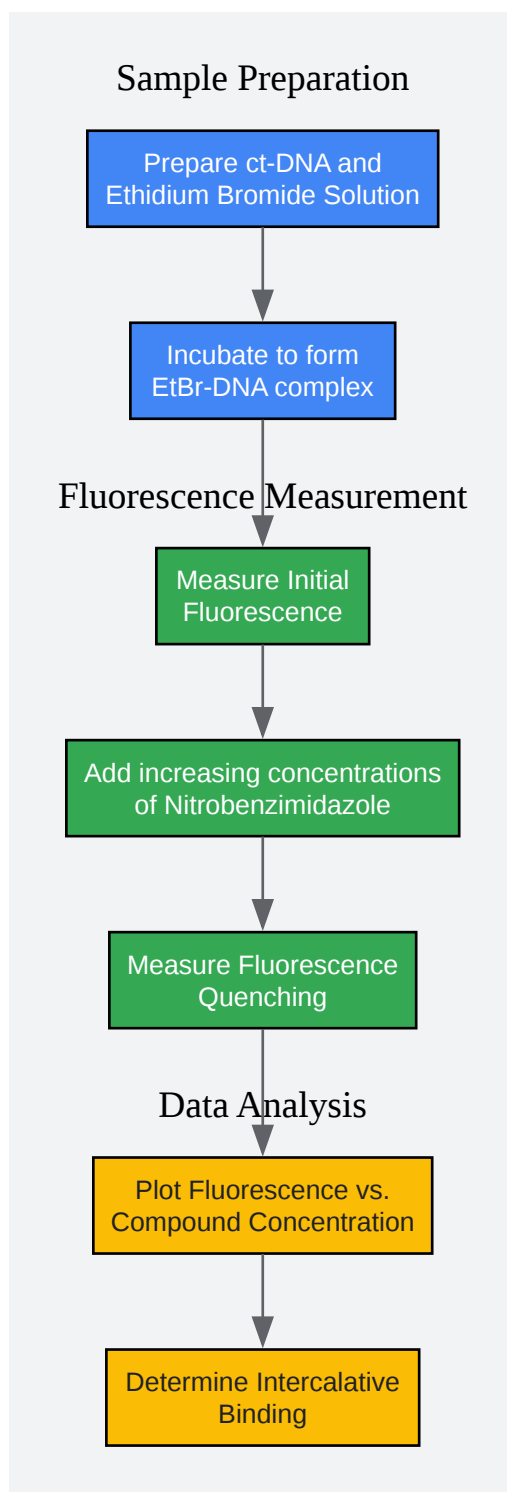 Sample Preparation
Prepare ct-DNA and
Ethidium Bromide Solution
Incubate to form
EtBr-DNA complex
Fluorescence Measurement
Measure Initial
Fluorescence
Add increasing concentrations
of Nitrobenzimidazole
Measure Fluorescence
Quenching
Data Analysis
Plot Fluorescence vs.
Compound Concentration
Determine Intercalative
Binding